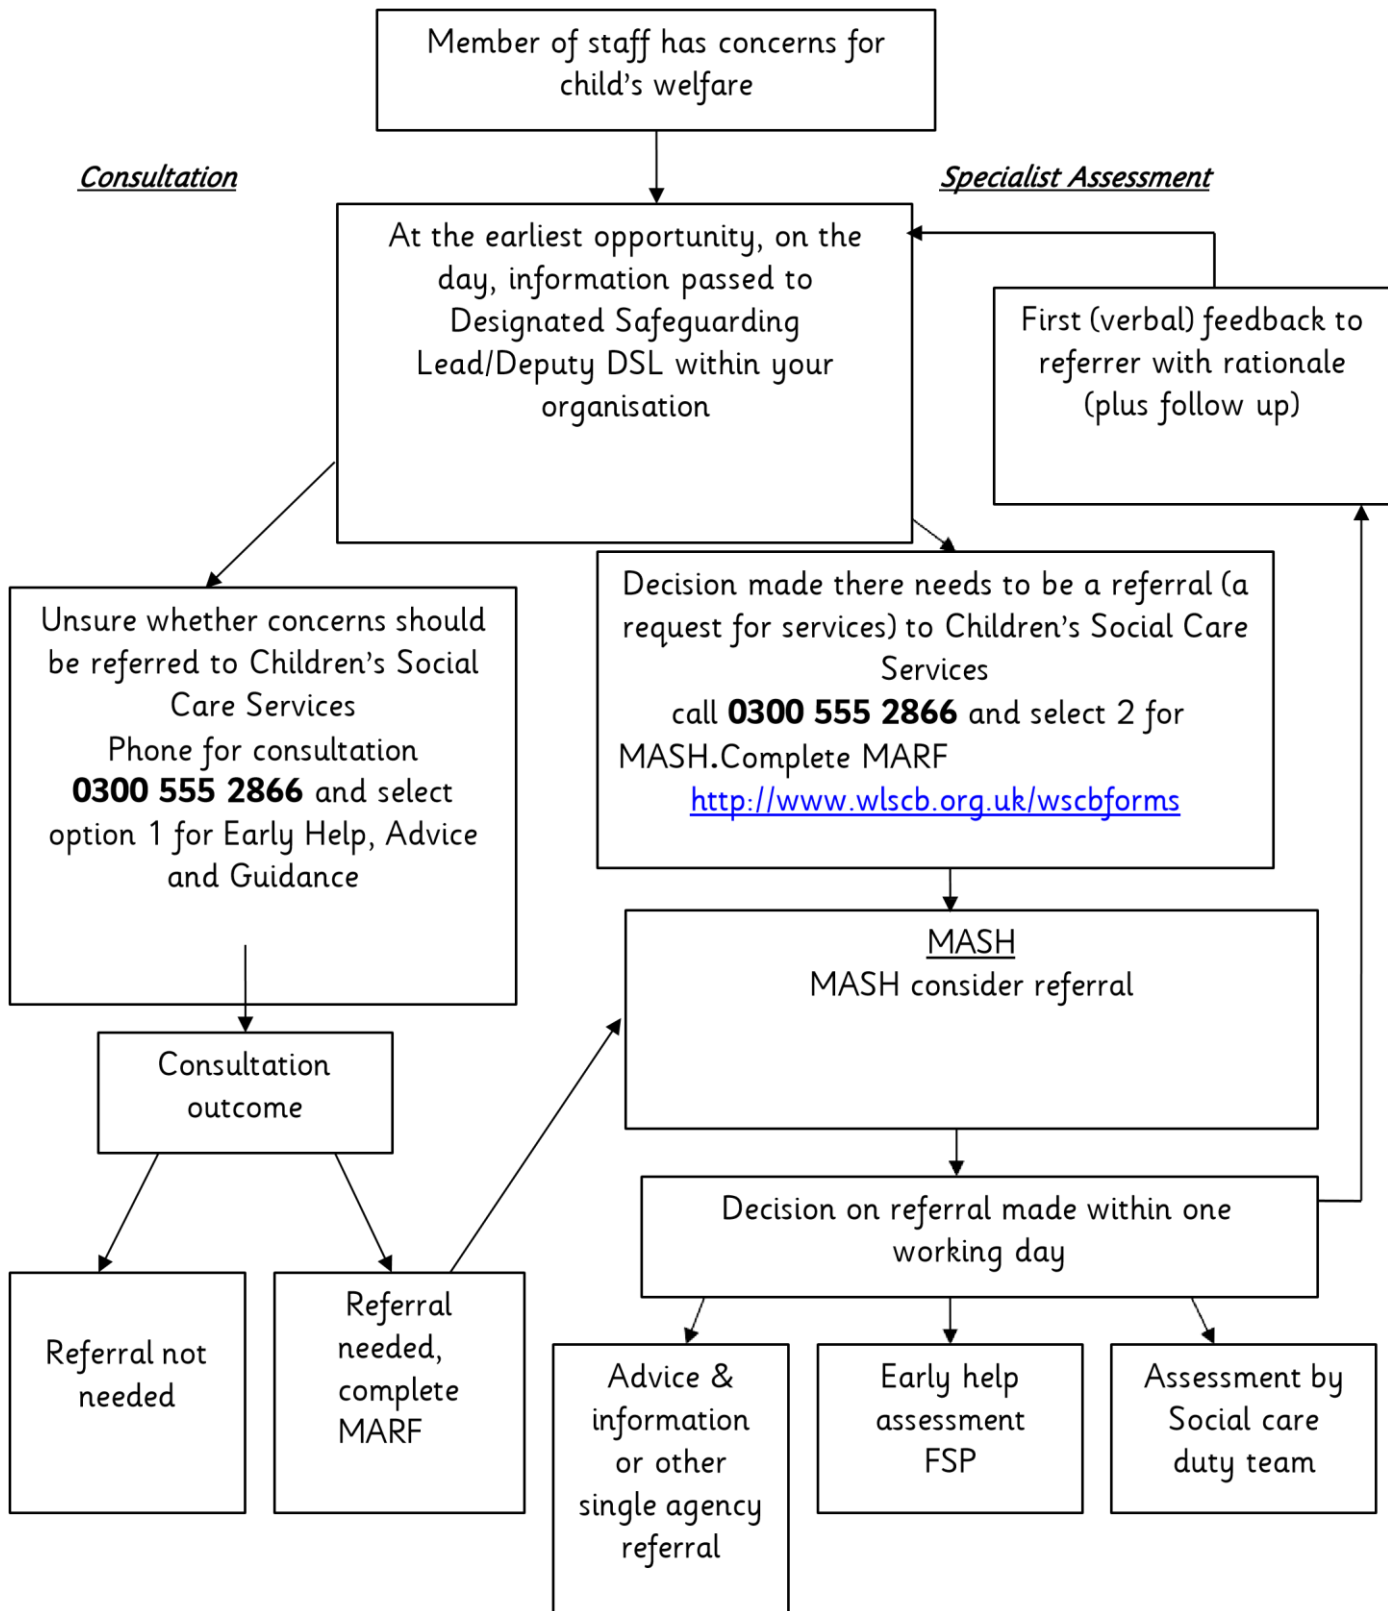 Member of staff has concerns for
child's welfare
Consultation
Specialist Assessment
At the earliest opportunity, on the
day, information passed to
Designated Safeguarding
Lead/Deputy DSL within your
organisation
First (verbal) feedback to
referrer with rationale
(plus follow up)
Unsure whether concerns should
be referred to Children's Social
Care Services
Phone for consultation
0300 555 2866 and select
option 1 for Early Help, Advice
and Guidance
Decision made there needs to be a referral (a
request for services) to Children's Social Care
Services
call 0300 555 2866 and select 2 for
MASH.Complete MARF
http://www.wlscb.org.uk/wscbforms
MASH
MASH consider referral
Consultation
outcome
Decision on referral made within one
working day
Referral not
needed
Referral
needed,
complete
MARF
Advice &
information
or other
single agency
referral
Early help
assessment
FSP
Assessment by
Social care
duty team